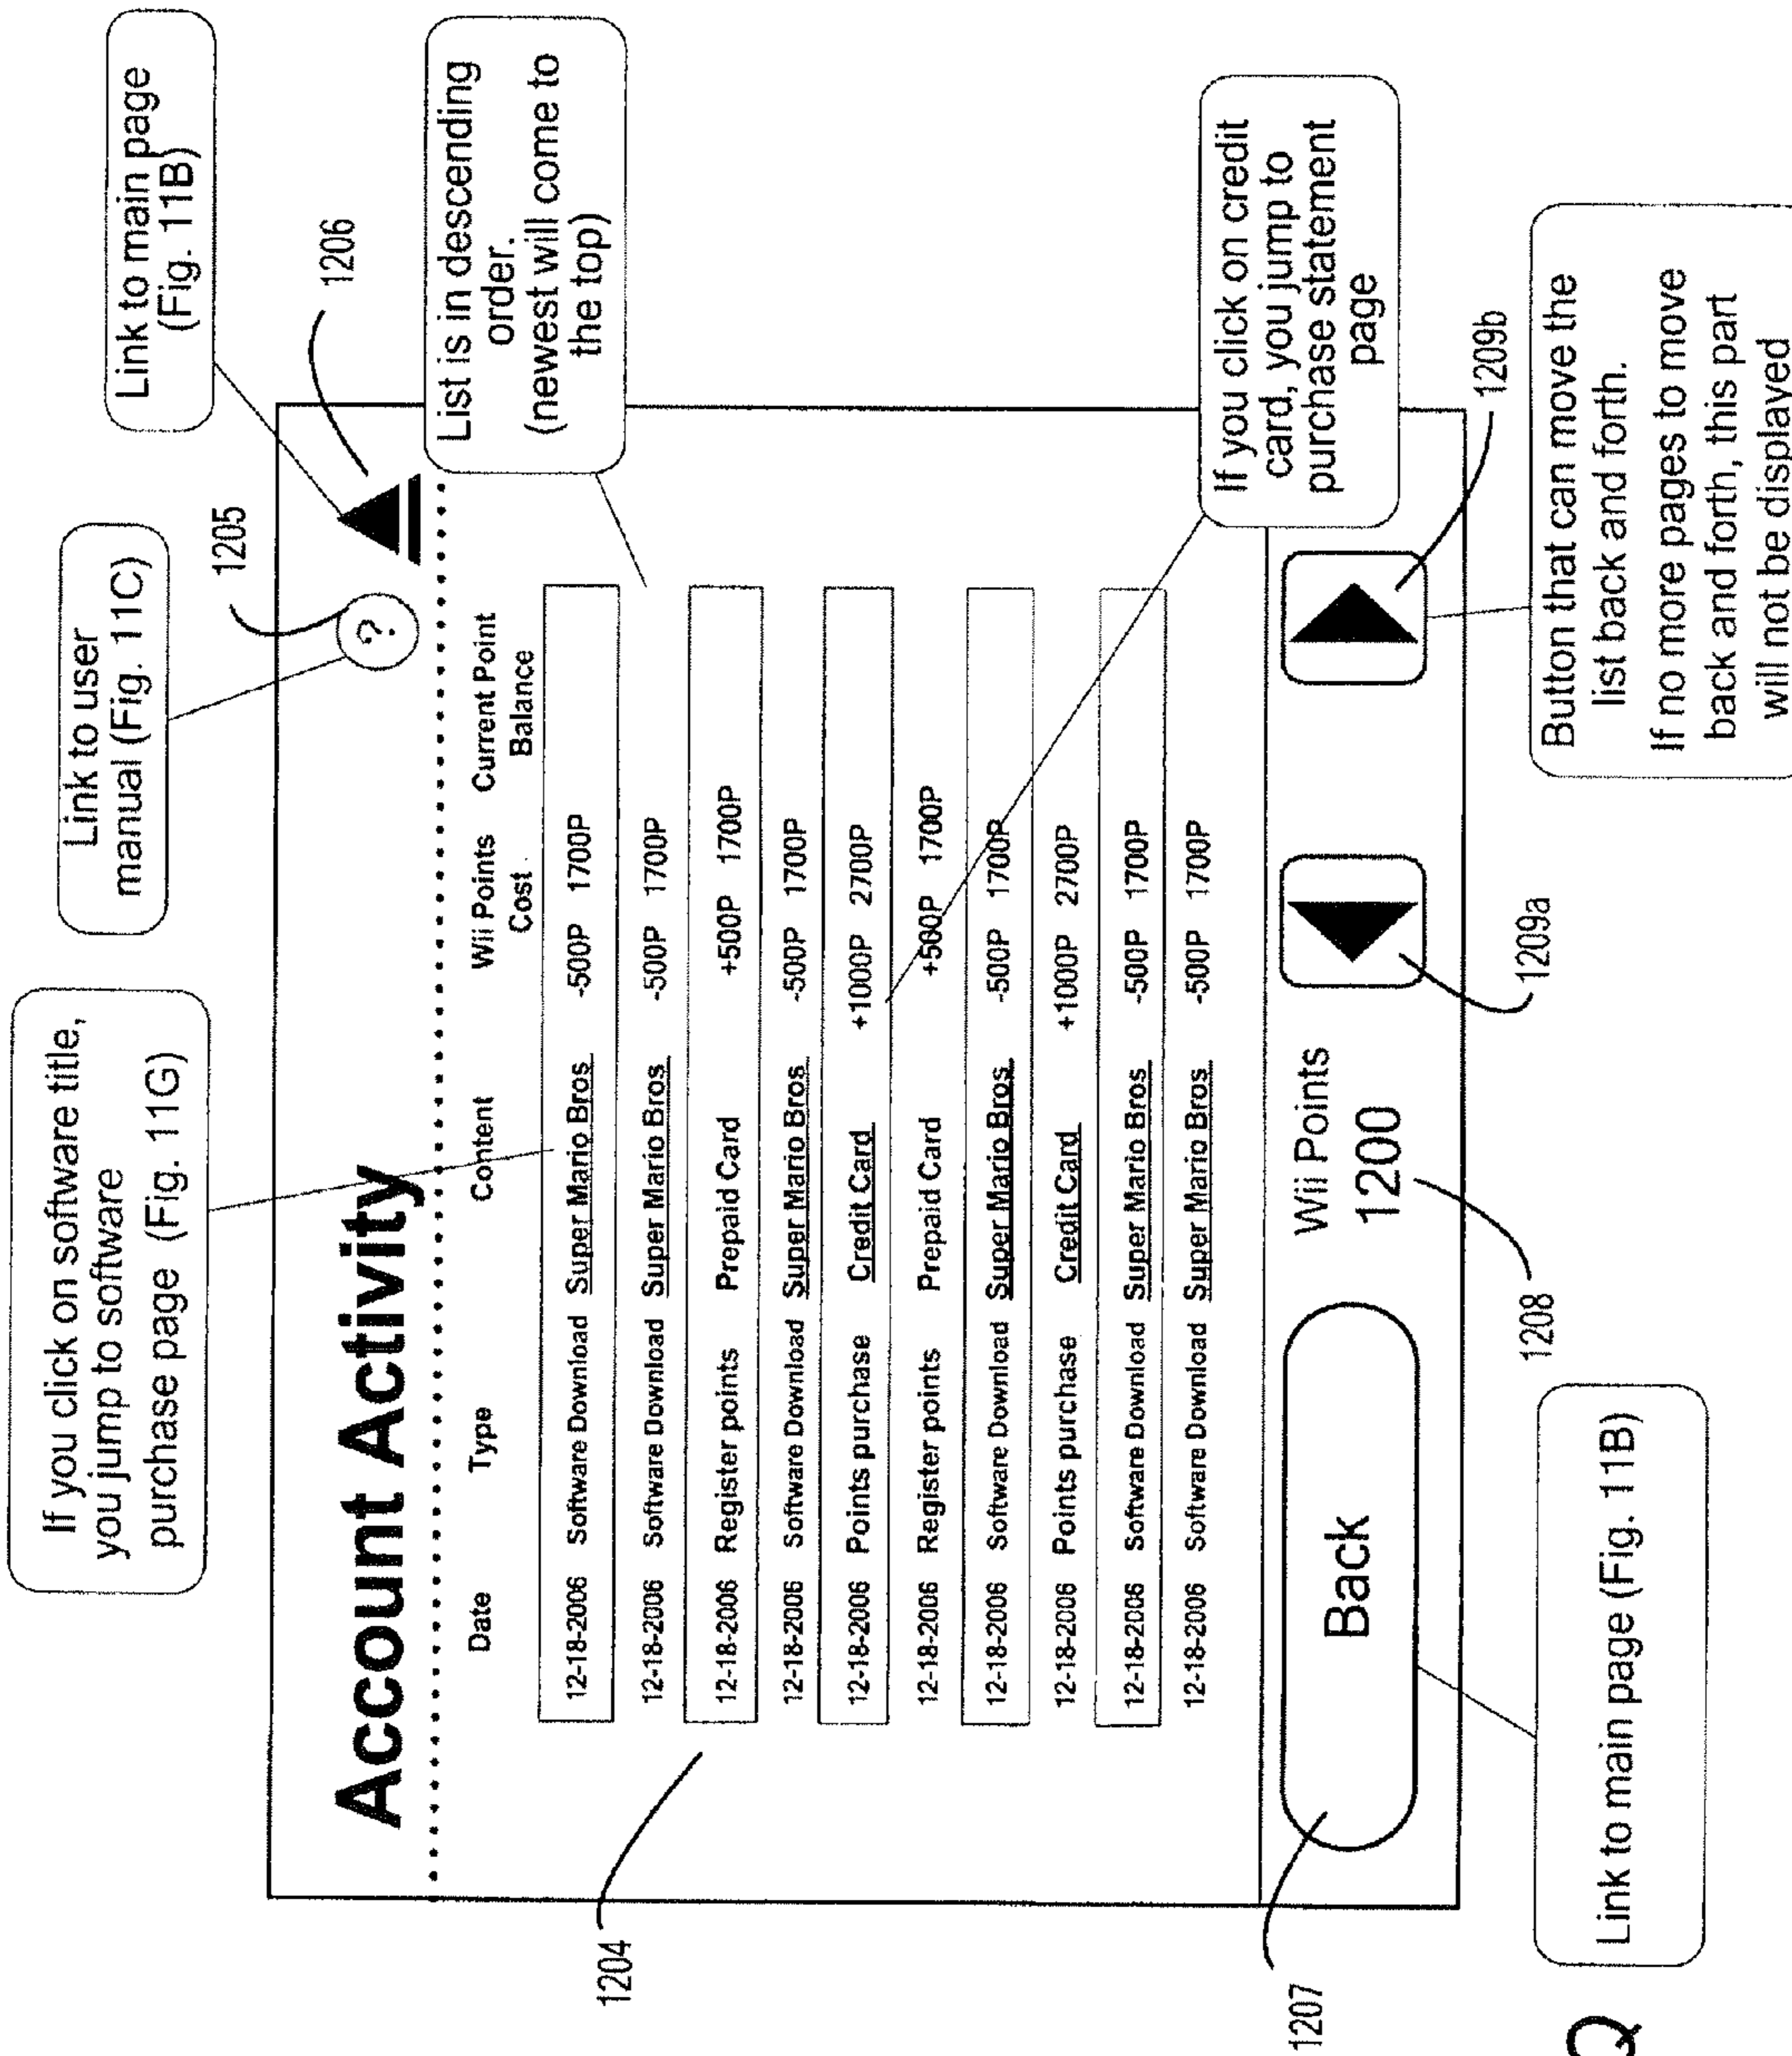 If you click on software title,
you jump to software
purchase page (Fig. 11G)
Link to user
manual (Fig. 11C)
Link to main page
(Fig. 11B)
1205
1206
Account Activity
?
List is in descending
order.
(newest will come to
the top)
Date Type Content Wii Points Cost Current Point Balance
12-18-2006 Software Download Super Mario Bros -500P 1700P
12-18-2006 Software Download Super Mario Bros -500P 1700P
12-18-2006 Register points Prepaid Card +500P 1700P
12-18-2006 Software Download Super Mario Bros -500P 1700P
12-18-2006 Points purchase Credit Card +1000P 2700P
12-18-2006 Register points Prepaid Card +500P 1700P
12-18-2006 Software Download Super Mario Bros -500P 1700P
12-18-2006 Points purchase Credit Card +1000P 2700P
12-18-2006 Software Download Super Mario Bros -500P 1700P
12-18-2006 Software Download Super Mario Bros -500P 1700P
1204
If you click on credit
card, you jump to
purchase statement
page
Back
Wii Points
1200
1207
1208
1209a
1209b
Link to main page (Fig. 11B)
Button that can move the
list back and forth.
If no more pages to move
back and forth, this part
will not be displayed
Q